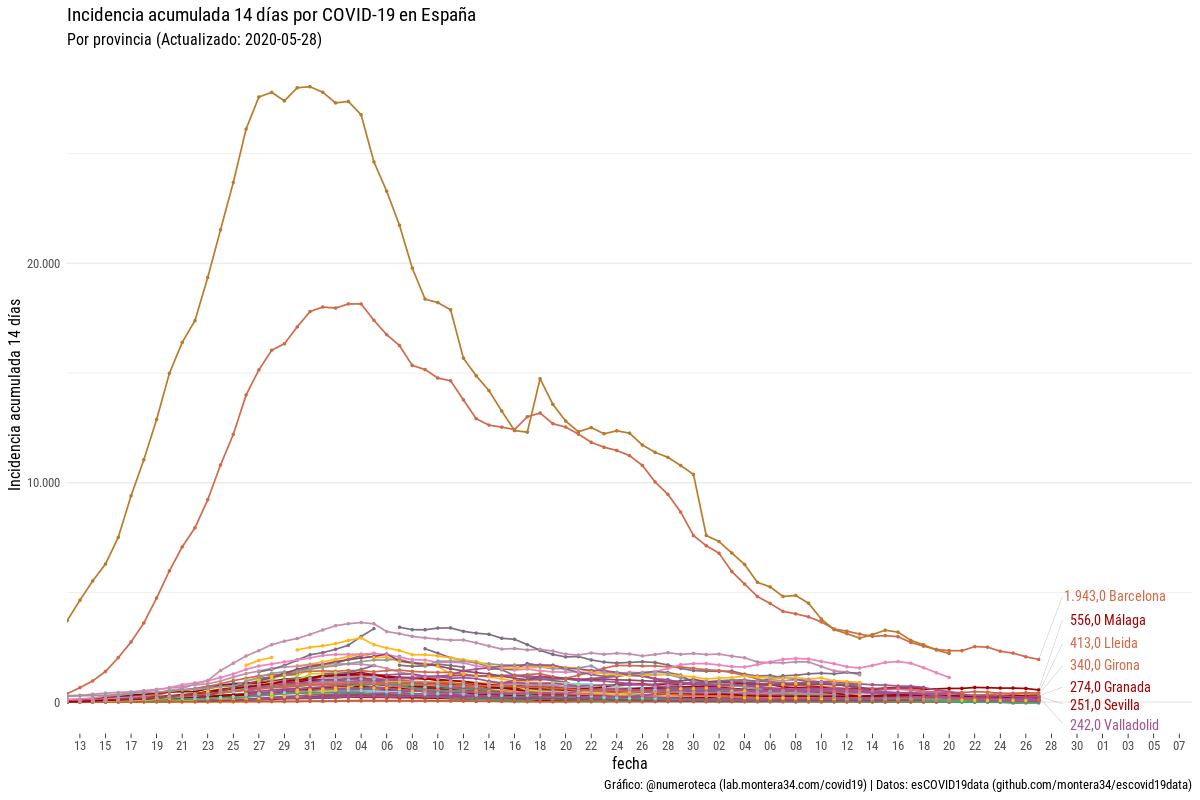 Incidencia acumulada 14 días por COVID-19 en España
Por provincia (Actualizado: 2020-05-28)
Incidencia acumulada 14 días
20.000
10.000
0
1.943,0 Barcelona
556,0 Málaga
413,0 Lleida
340,0 Girona
274,0 Granada
251,0 Sevilla
242,0 Valladolid
13 15 17 19 21 23 25 27 29 31 02 04 06 08 10 12 14 16 18 20 22 24 26 28 30 02 04 06 08 10 12 14 16 18 20 22 24 26 28 30 01 03 05 07
fecha
Gráfico: @numeroteca (lab.montera34.com/covid19) | Datos: esCOVID19data (github.com/montera34/escovid19data)